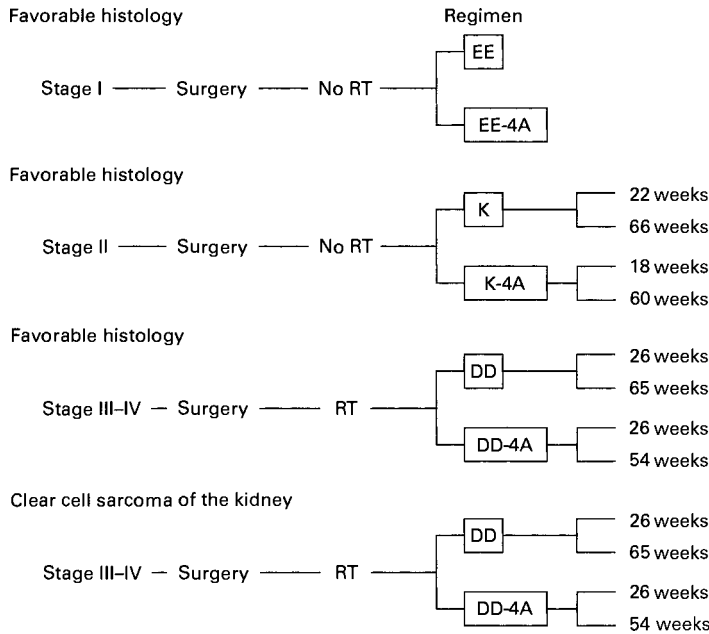 Favorable histology Regimen
EE
Stage I Surgery No RT
EE-4A
Favorable histology
22 weeks
K
66 weeks
Stage II Surgery No RT
18 weeks
K-4A
60 weeks
Favorable histology
26 weeks
DD
65 weeks
Stage III–IV Surgery RT
26 weeks
DD-4A
54 weeks
Clear cell sarcoma of the kidney
26 weeks
DD
65 weeks
Stage III–IV Surgery RT
26 weeks
DD-4A
54 weeks